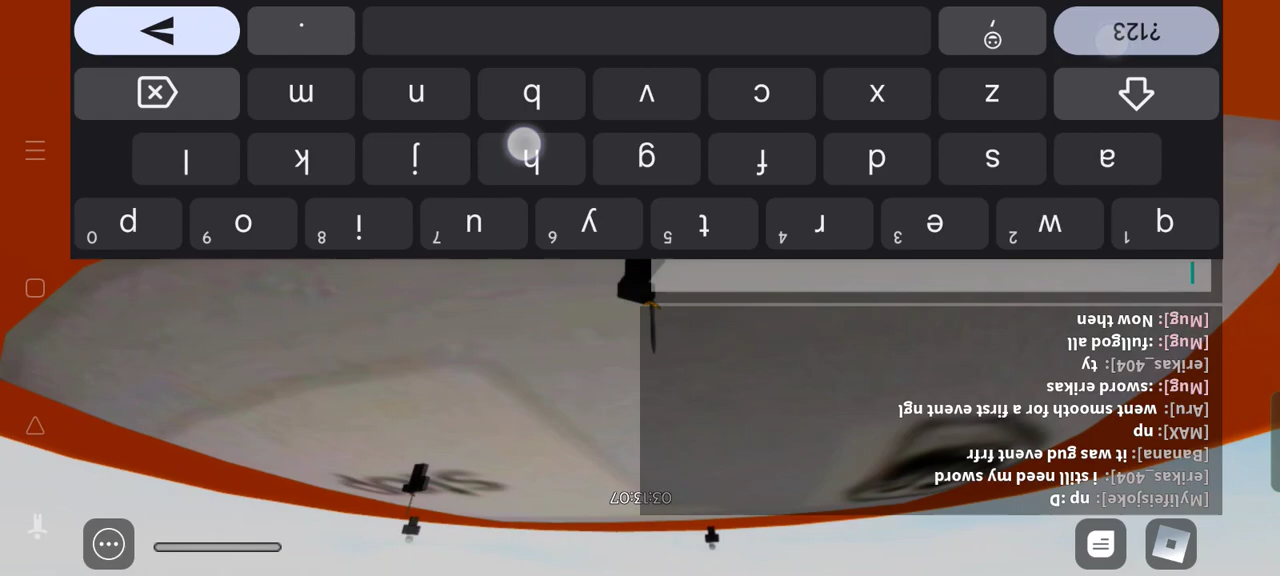 [Mylifeisjoke]: np :D
03:13:07
[erikas_404]: i still need my sword
[Banana]: it was gud event frfr
[MAX]: np
[Aru]: went smooth for a first event ngl
[Mug]: :sword erikas
[erikas_404]: ty
[Mug]: :fullgod all
[Mug]: Now then
q 1 w 2 e 3 r 4 t 5 y 6 u 7 i 8 o 9 p 0
a s d f g h j k l
z x c v b n m
?123 , .